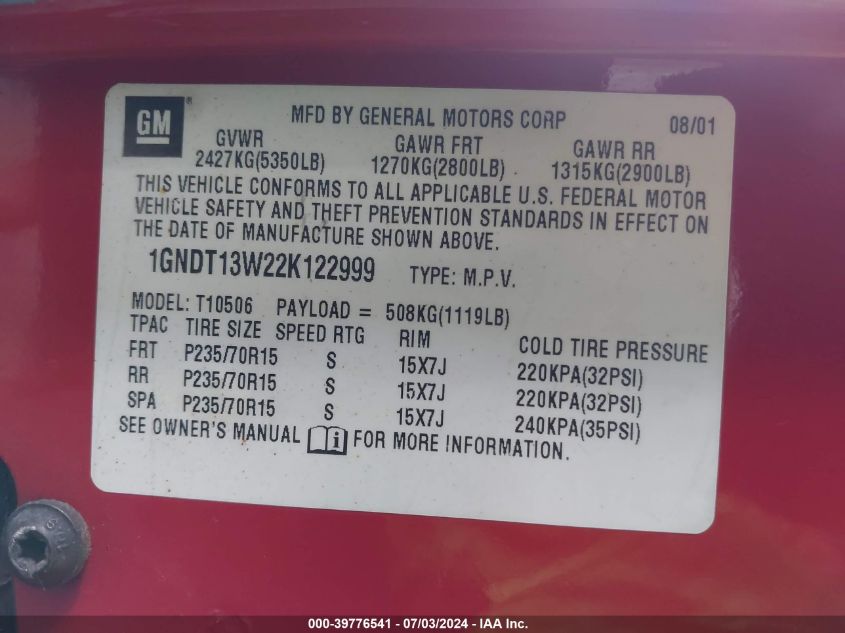 GM
MFD BY GENERAL MOTORS CORP 08/01
GVWR GAWR FRT GAWR RR
2427KG(5350LB) 1270KG(2800LB) 1315KG(2900LB)
THIS VEHICLE CONFORMS TO ALL APPLICABLE U.S. FEDERAL MOTOR
VEHICLE SAFETY AND THEFT PREVENTION STANDARDS IN EFFECT ON
THE DATE OF MANUFACTURE SHOWN ABOVE.
1GNDT13W22K122999 TYPE: M.P.V.
MODEL: T10506 PAYLOAD = 508KG(1119LB)
TPAC TIRE SIZE SPEED RTG RIM COLD TIRE PRESSURE
FRT P235/70R15 S 15X7J 220KPA(32PSI)
RR P235/70R15 S 15X7J 220KPA(32PSI)
SPA P235/70R15 S 15X7J 240KPA(35PSI)
SEE OWNER'S MANUAL i FOR MORE INFORMATION.
000-39776541 - 07/03/2024 - IAA Inc.